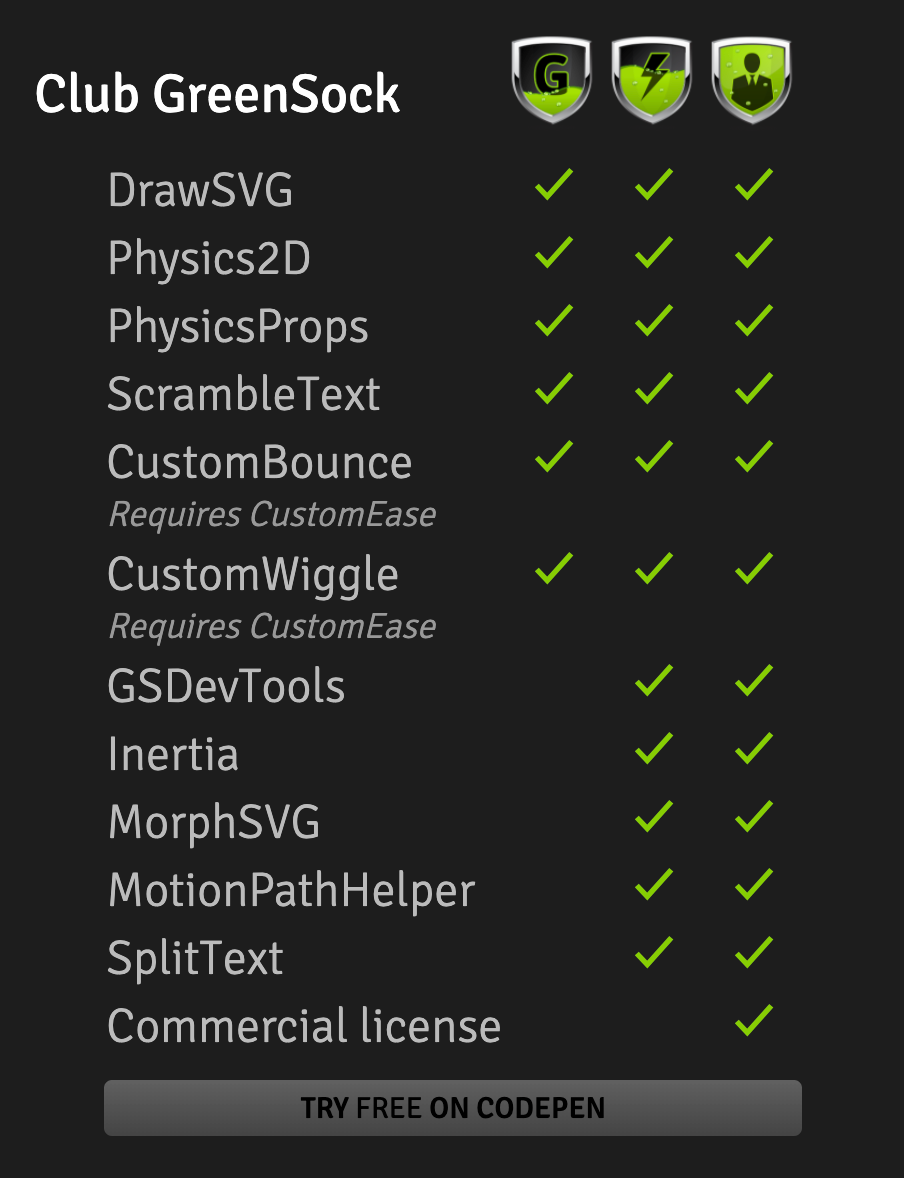 Club GreenSock
G
DrawSVG
Physics2D
PhysicsProps
ScrambleText
CustomBounce
Requires CustomEase
CustomWiggle
Requires CustomEase
GSDevTools
Inertia
MorphSVG
MotionPathHelper
SplitText
Commercial license
TRY FREE ON CODEPEN